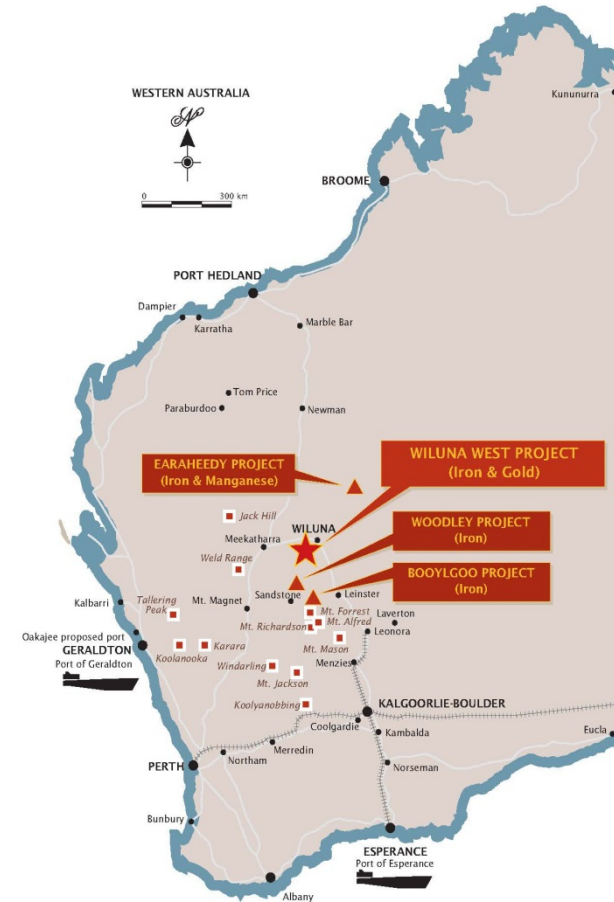 WESTERN AUSTRALIA
N
0
300 km
Kununurra
BROOME
PORT HEDLAND
Dampier
Karratha
Marble Bar
Tom Price
Paraburdoo
Newman
EARAHEEDY PROJECT
(Iron & Manganese)
WILUNA WEST PROJECT
(Iron & Gold)
Jack Hill
WILUNA
WOODLEY PROJECT
(Iron)
Meekatharra
Weld Range
BOOYLGOO PROJECT
(Iron)
Kalbarri
Tallering
Peak
Mt. Magnet
Sandstone
Leinster
Mt. Forrest
Laverton
Mt. Richardson
Mt. Alfred
Leonora
Oakajee proposed port
GERALDTON
Port of Geraldton
Koolanooka
Karara
Mt. Mason
Windarling
Menzies
Mt. Jackson
Koolyanobbing
KALGOORLIE-BOULDER
Coolgardie
Kambalda
Eucla
Merredin
Northam
PERTH
Norseman
Bunbury
ESPERANCE
Port of Esperance
Albany